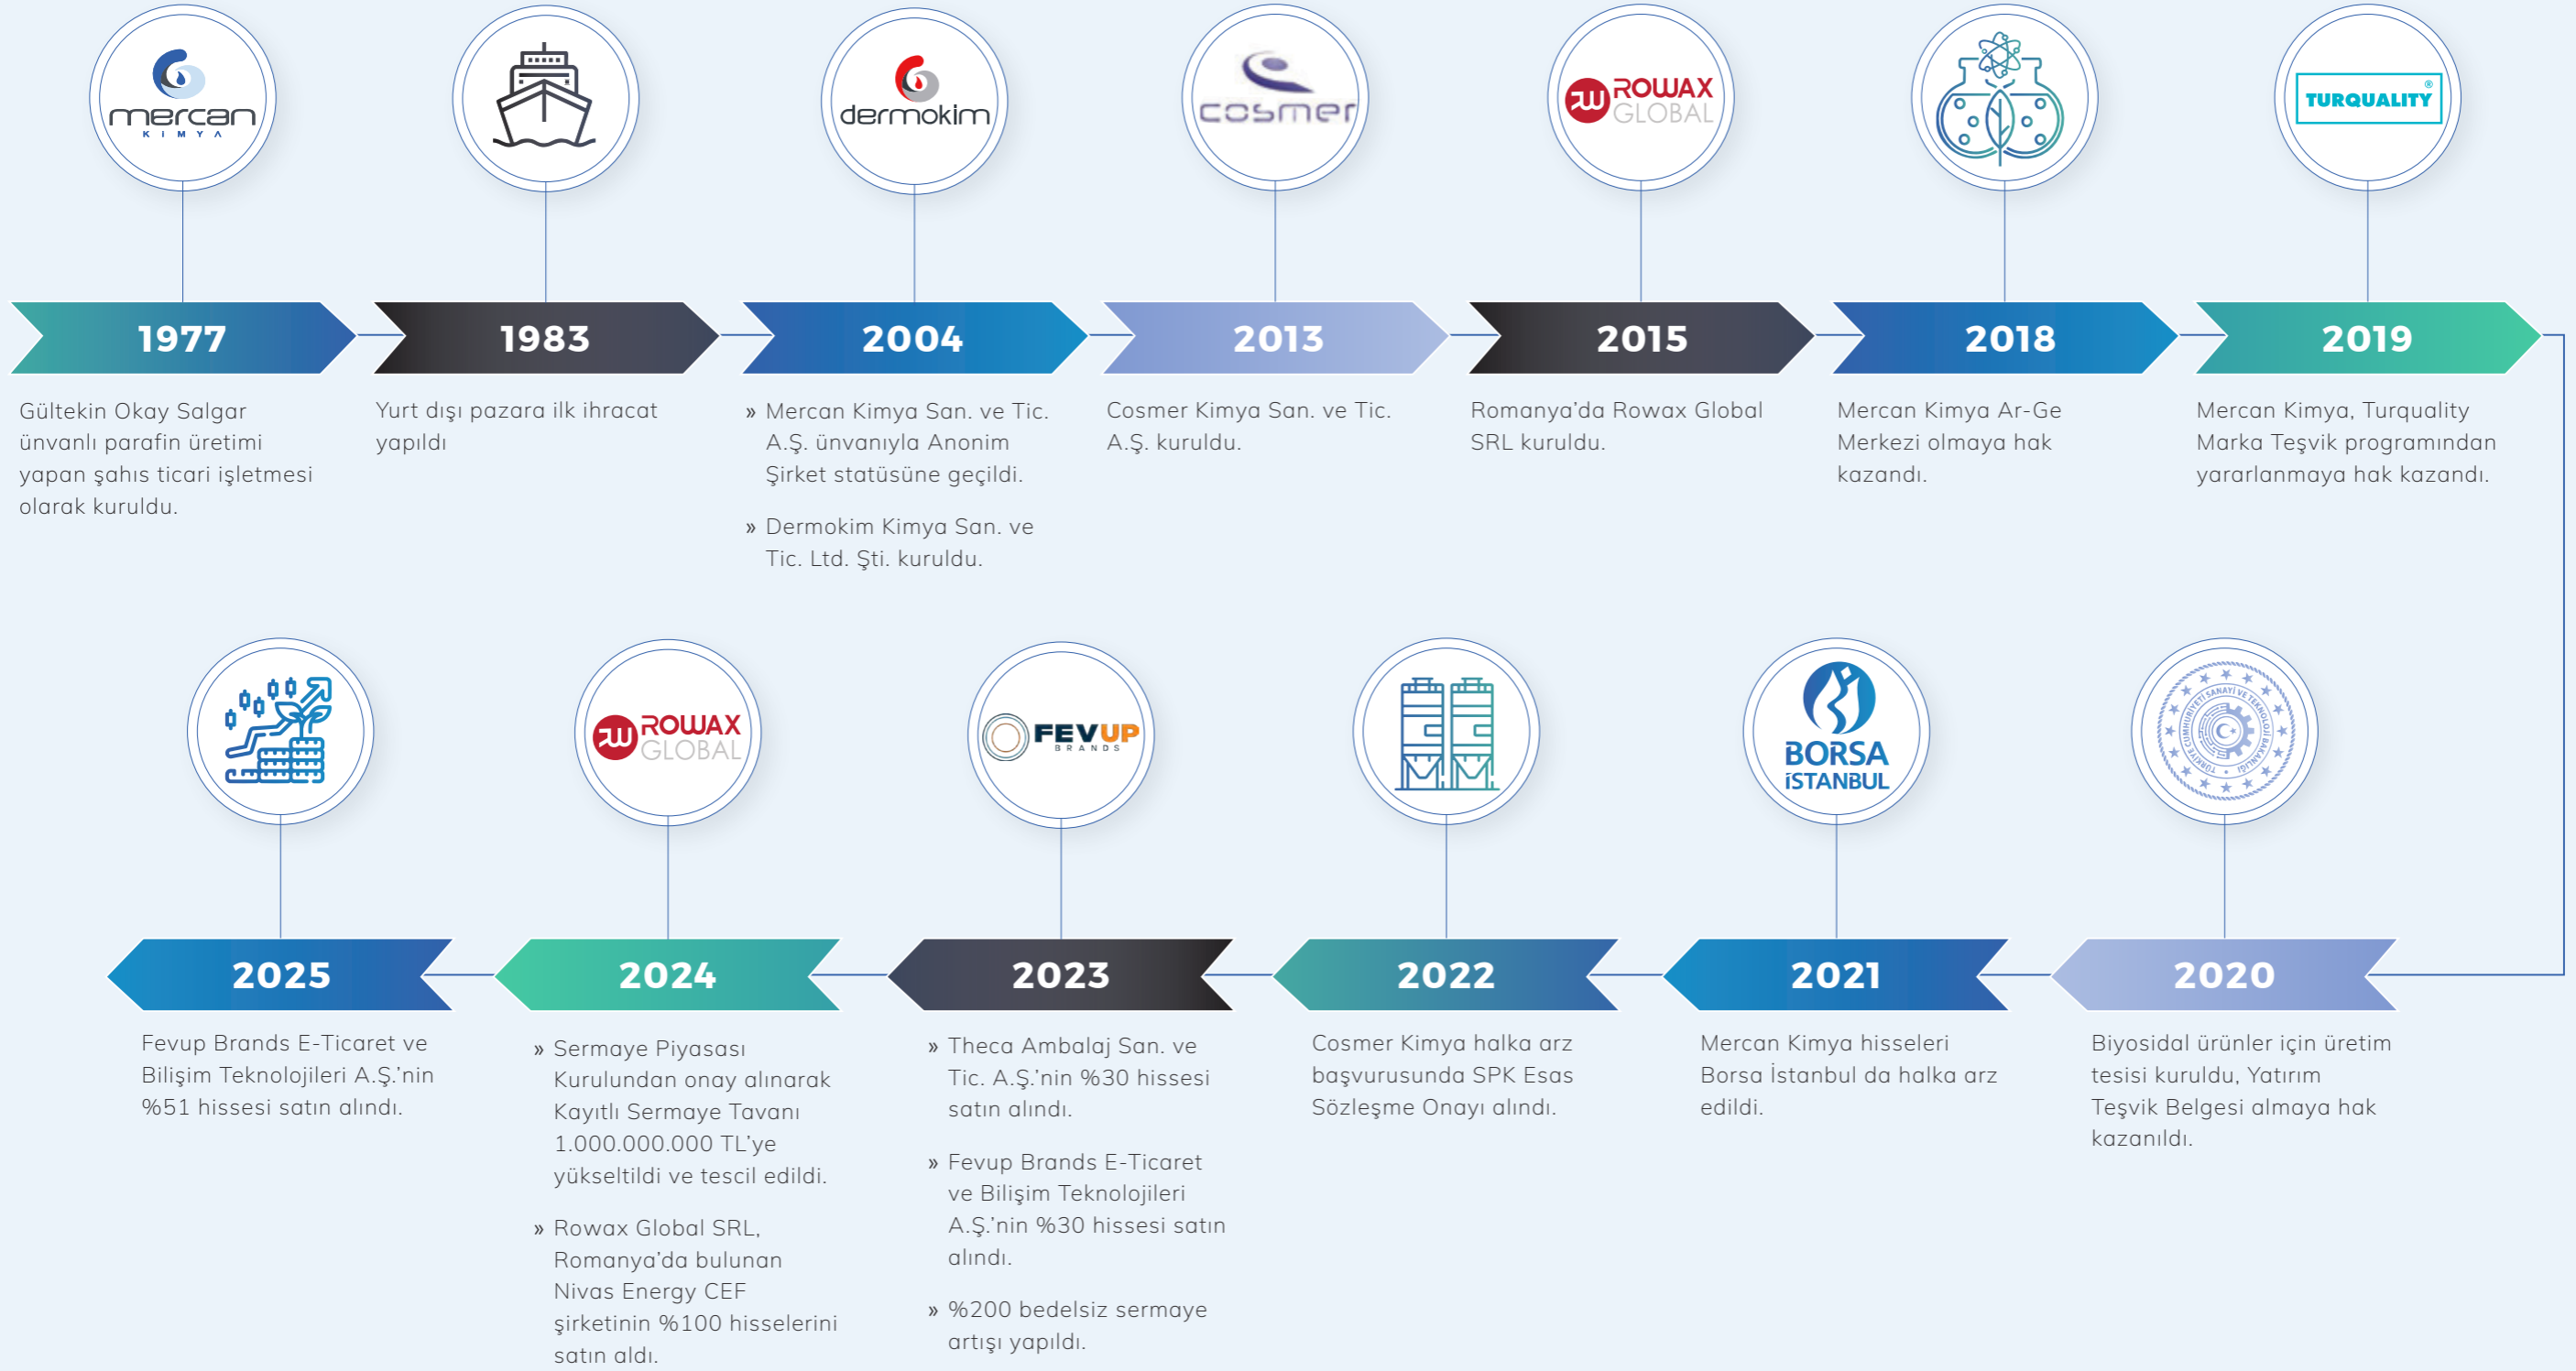 mercan
KİMYA
dermokim
cosmer
ROWAX
GLOBAL
TURQUALITY®
1977
Gültekin Okay Salgar
ünvanlı parafin üretimi
yapan şahıs ticari işletmesi
olarak kuruldu.
1983
Yurt dışı pazara ilk ihracat
yapıldı
2004
» Mercan Kimya San. ve Tic.
A.Ş. ünvanıyla Anonim
Şirket statüsüne geçildi.
» Dermokim Kimya San. ve
Tic. Ltd. Şti. kuruldu.
2013
Cosmer Kimya San. ve Tic.
A.Ş. kuruldu.
2015
Romanya’da Rowax Global
SRL kuruldu.
2018
Mercan Kimya Ar-Ge
Merkezi olmaya hak
kazandı.
2019
Mercan Kimya, Turquality
Marka Teşvik programından
yararlanmaya hak kazandı.
TÜRKİYE CUMHURİYETİ SANAYİ VE TEKNOLOJİ BAKANLIĞI
2020
Biyosidal ürünler için üretim
tesisi kuruldu, Yatırım
Teşvik Belgesi almaya hak
kazanıldı.
BORSA
İSTANBUL
2021
Mercan Kimya hisseleri
Borsa İstanbul da halka arz
edildi.
2022
Cosmer Kimya halka arz
başvurusunda SPK Esas
Sözleşme Onayı alındı.
FEVUP
BRANDS
2023
» Theca Ambalaj San. ve
Tic. A.Ş.’nin %30 hissesi
satın alındı.
» Fevup Brands E-Ticaret
ve Bilişim Teknolojileri
A.Ş.’nin %30 hissesi satın
alındı.
» %200 bedelsiz sermaye
artışı yapıldı.
ROWAX
GLOBAL
2024
» Sermaye Piyasası
Kurulundan onay alınarak
Kayıtlı Sermaye Tavanı
1.000.000.000 TL’ye
yükseltildi ve tescil edildi.
» Rowax Global SRL,
Romanya’da bulunan
Nivas Energy CEF
şirketinin %100 hisselerini
satın aldı.
2025
Fevup Brands E-Ticaret ve
Bilişim Teknolojileri A.Ş.’nin
%51 hissesi satın alındı.